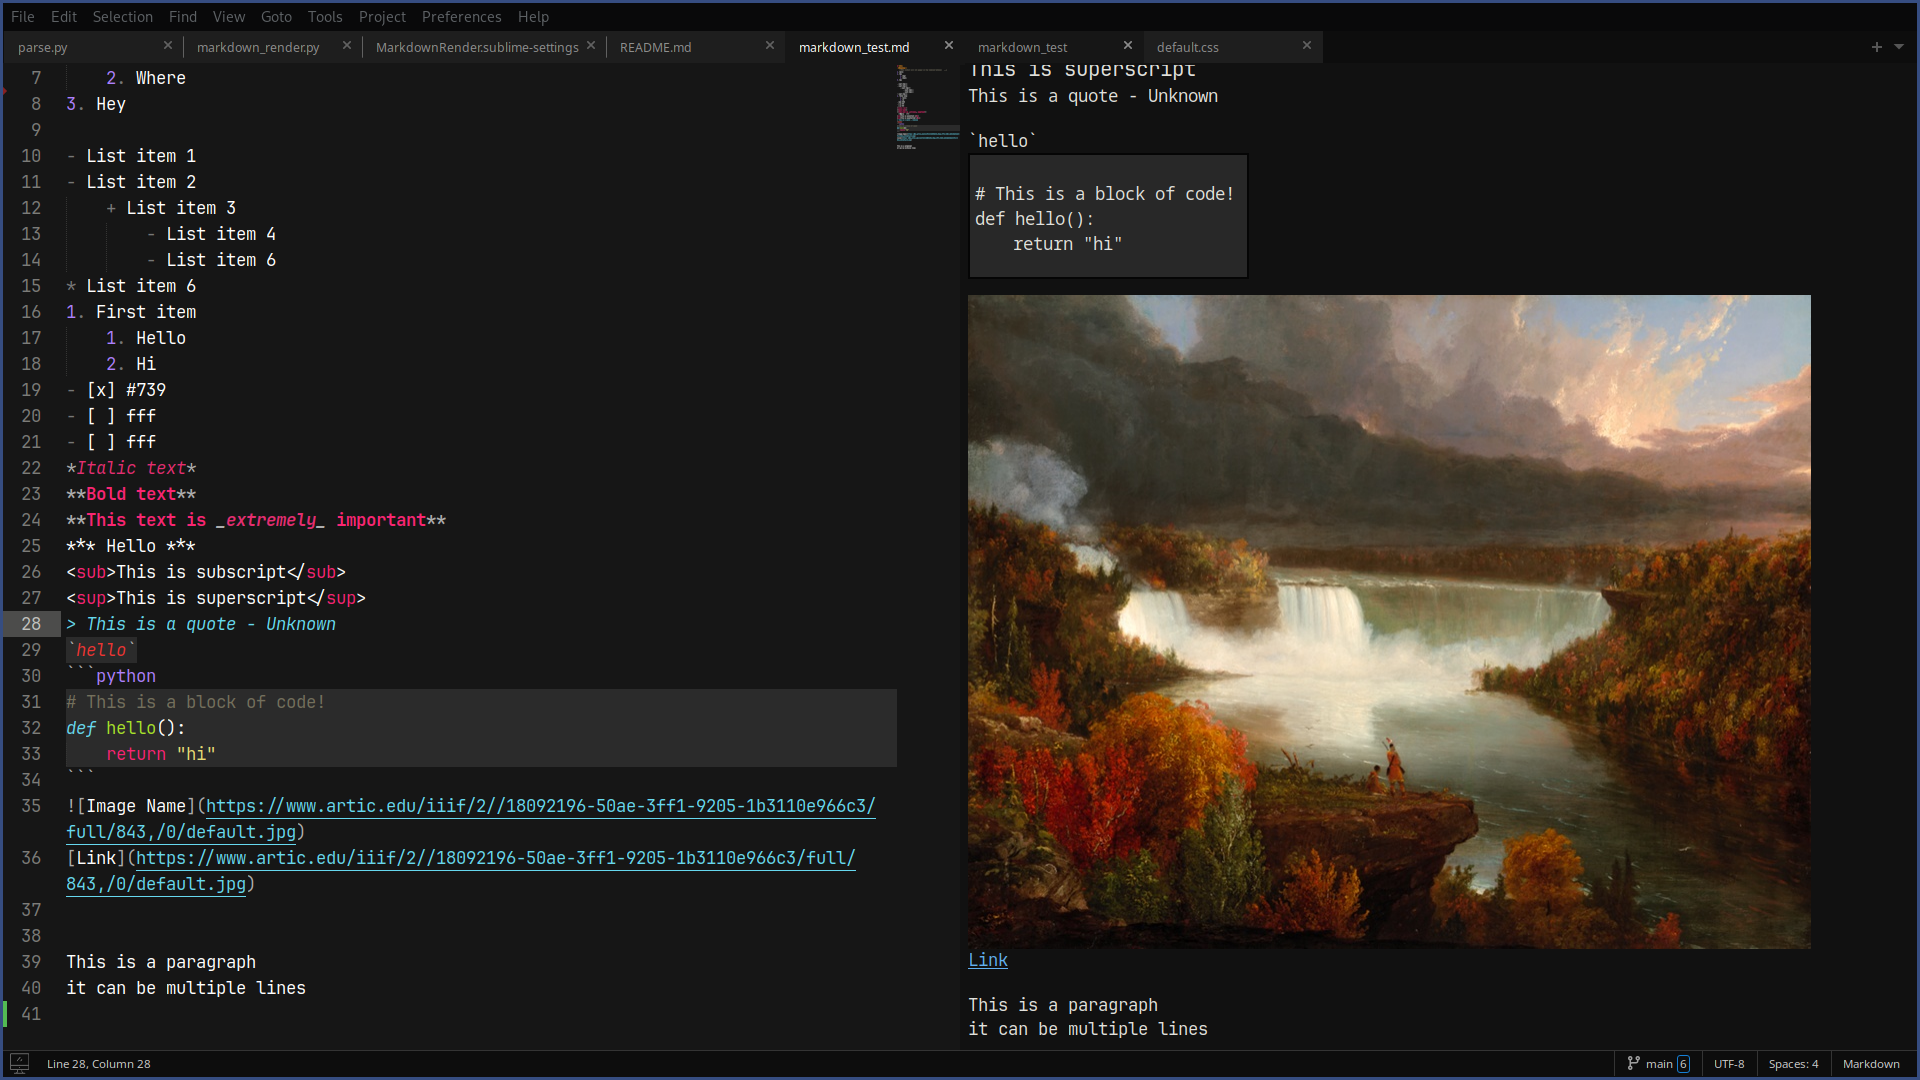 File Edit Selection Find View Goto Tools Project Preferences Help
parse.py markdown_render.py MarkdownRender.sublime-settings README.md markdown_test.md markdown_test default.css
7 2. Where
8 3. Hey
9
10 - List item 1
11 - List item 2
12 + List item 3
13 - List item 4
14 - List item 6
15 * List item 6
16 1. First item
17 1. Hello
18 2. Hi
19 - [x] #739
20 - [ ] fff
21 - [ ] fff
22 *Italic text*
23 **Bold text**
24 **This text is _extremely_ important**
25 *** Hello ***
26 <sub>This is subscript</sub>
27 <sup>This is superscript</sup>
28 > This is a quote - Unknown
29 `hello`
30 ```python
31 # This is a block of code!
32 def hello():
33 return "hi"
34 ```
35 ![Image Name](https://www.artic.edu/iiif/2//18092196-50ae-3ff1-9205-1b3110e966c3/
full/843,/0/default.jpg)
36 [Link](https://www.artic.edu/iiif/2//18092196-50ae-3ff1-9205-1b3110e966c3/full/
843,/0/default.jpg)
37
38
39 This is a paragraph
40 it can be multiple lines
41
This is superscript
This is a quote - Unknown
`hello`
# This is a block of code!
def hello():
return "hi"
Link
This is a paragraph
it can be multiple lines
Line 28, Column 28 main 6 UTF-8 Spaces: 4 Markdown